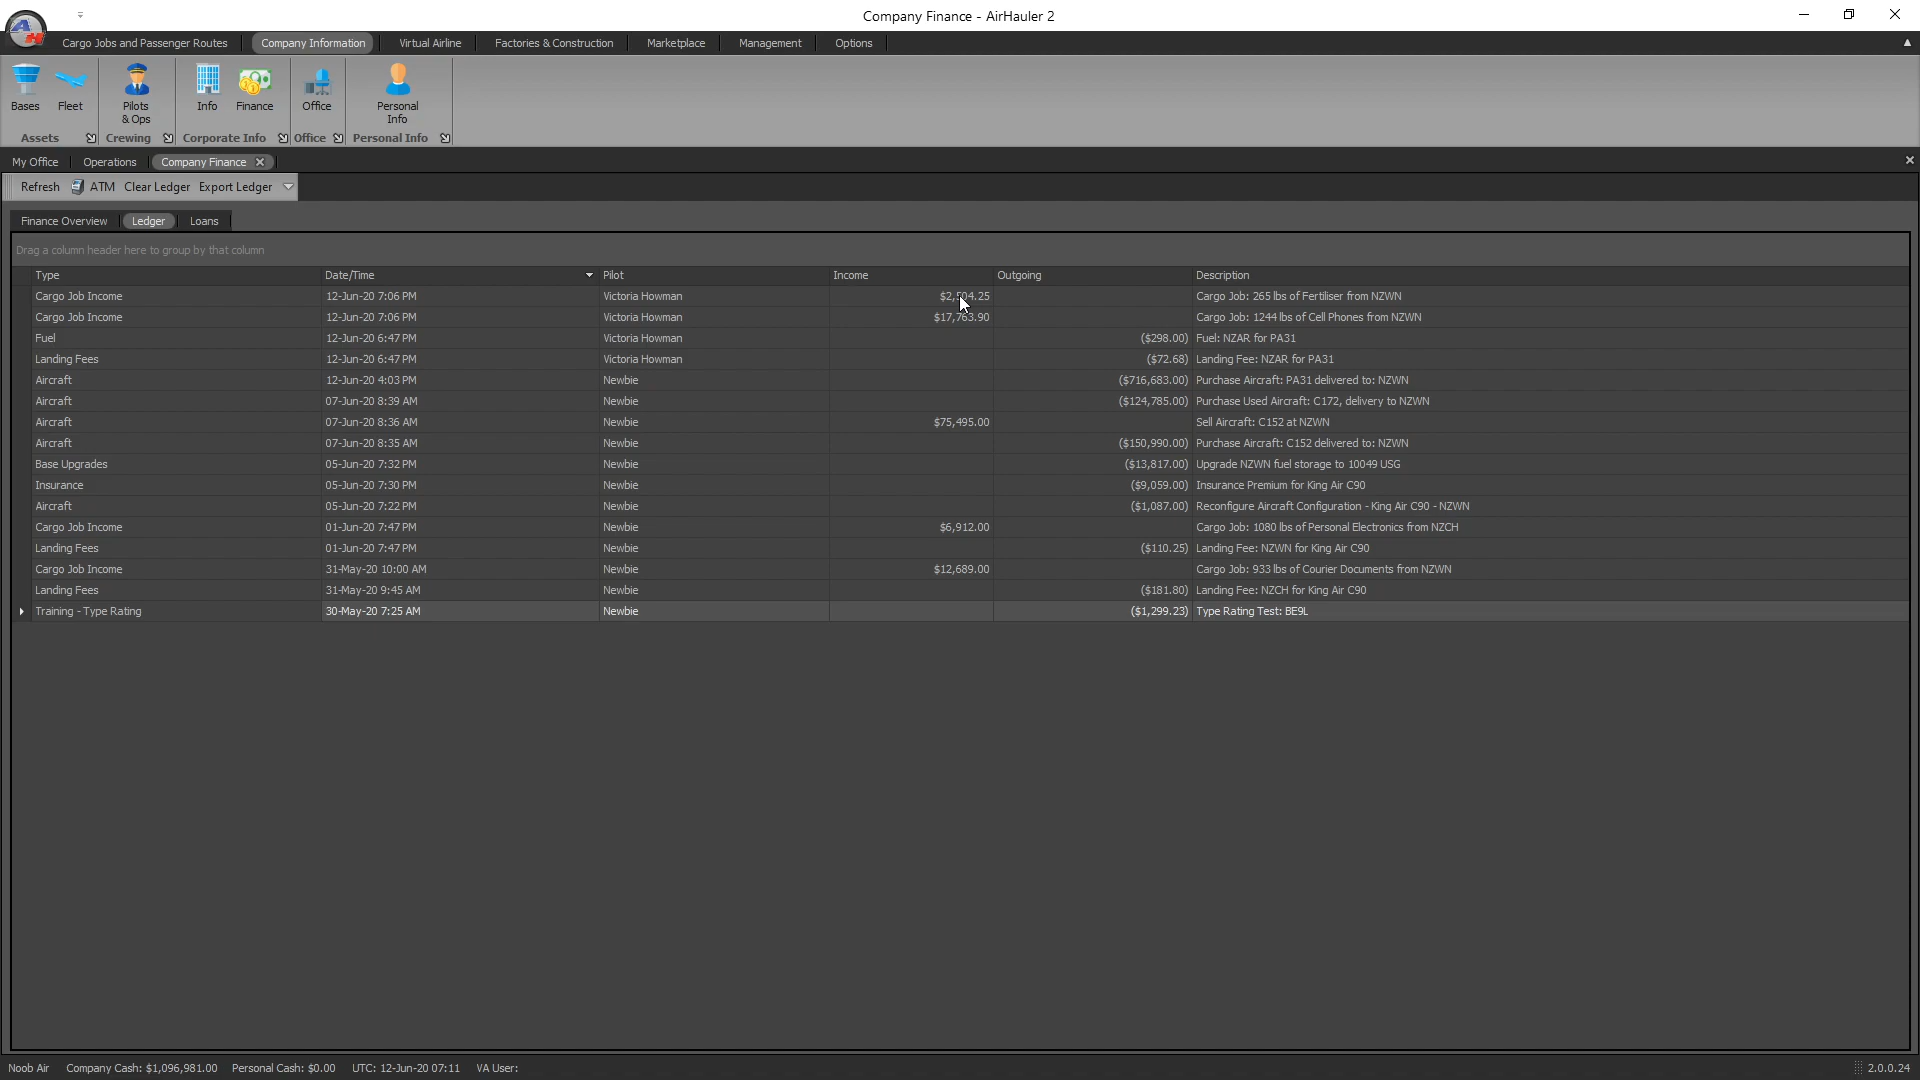 Company Finance - AirHauler 2
Cargo Jobs and Passenger Routes Company Information Virtual Airline Factories & Construction Marketplace Management Options
Bases Fleet Pilots & Ops Info Finance Office Personal Info
Assets Crewing Corporate Info Office Personal Info
My Office Operations Company Finance
Refresh ATM Clear Ledger Export Ledger
Finance Overview Ledger Loans
Drag a column header here to group by that column
Type Date/Time Pilot Income Outgoing Description
Cargo Job Income 12-Jun-20 7:06 PM Victoria Howman Cargo Job: 265 lbs of Fertiliser from NZWN
Cargo Job Income 12-Jun-20 7:06 PM Victoria Howman $17,763.90 Cargo Job: 1244 lbs of Cell Phones from NZWN
Fuel 12-Jun-20 6:47 PM Victoria Howman ($298.00) Fuel: NZAR for PA31
Landing Fees 12-Jun-20 6:47 PM Victoria Howman ($72.68) Landing Fee: NZAR for PA31
Aircraft 12-Jun-20 4:03 PM Newbie ($716,683.00) Purchase Aircraft: PA31 delivered to: NZWN
Aircraft 07-Jun-20 8:39 AM Newbie ($124,785.00) Purchase Used Aircraft: C172, delivery to NZWN
Aircraft 07-Jun-20 8:36 AM Newbie $75,495.00 Sell Aircraft: C152 at NZWN
Aircraft 07-Jun-20 8:35 AM Newbie ($150,990.00) Purchase Aircraft: C152 delivered to: NZWN
Base Upgrades 05-Jun-20 7:32 PM Newbie ($13,817.00) Upgrade NZWN fuel storage to 10049 USG
Insurance 05-Jun-20 7:30 PM Newbie ($9,059.00) Insurance Premium for King Air C90
Aircraft 05-Jun-20 7:22 PM Newbie ($1,087.00) Reconfigure Aircraft Configuration - King Air C90 - NZWN
Cargo Job Income 01-Jun-20 7:47 PM Newbie $6,912.00 Cargo Job: 1080 lbs of Personal Electronics from NZCH
Landing Fees 01-Jun-20 7:47 PM Newbie ($110.25) Landing Fee: NZWN for King Air C90
Cargo Job Income 31-May-20 10:00 AM Newbie $12,689.00 Cargo Job: 933 lbs of Courier Documents from NZWN
Landing Fees 31-May-20 9:45 AM Newbie ($181.80) Landing Fee: NZCH for King Air C90
Training - Type Rating 30-May-20 7:25 AM Newbie ($1,299.23) Type Rating Test: BE9L
Noob Air Company Cash: $1,096,981.00 Personal Cash: $0.00 UTC: 12-Jun-20 07:11 VA User: 2.0.0.24